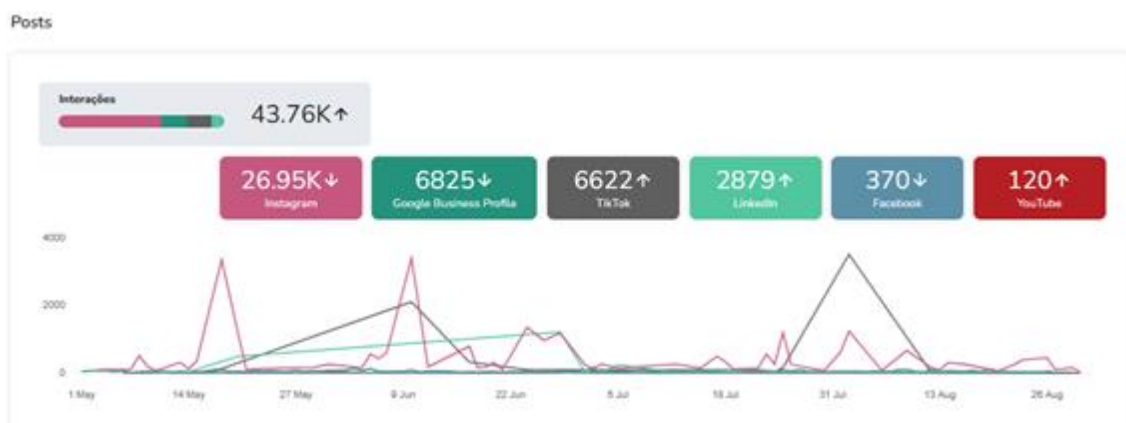 Posts
Interações
43.76K↑
26.95K↓
Instagram
6825↓
Google Business Profile
6622↑
TikTok
2879↑
LinkedIn
370↓
Facebook
120↑
YouTube
4000
2000
0
1 May
14 May
27 May
9 Jun
22 Jun
5 Jul
18 Jul
31 Jul
13 Aug
26 Aug